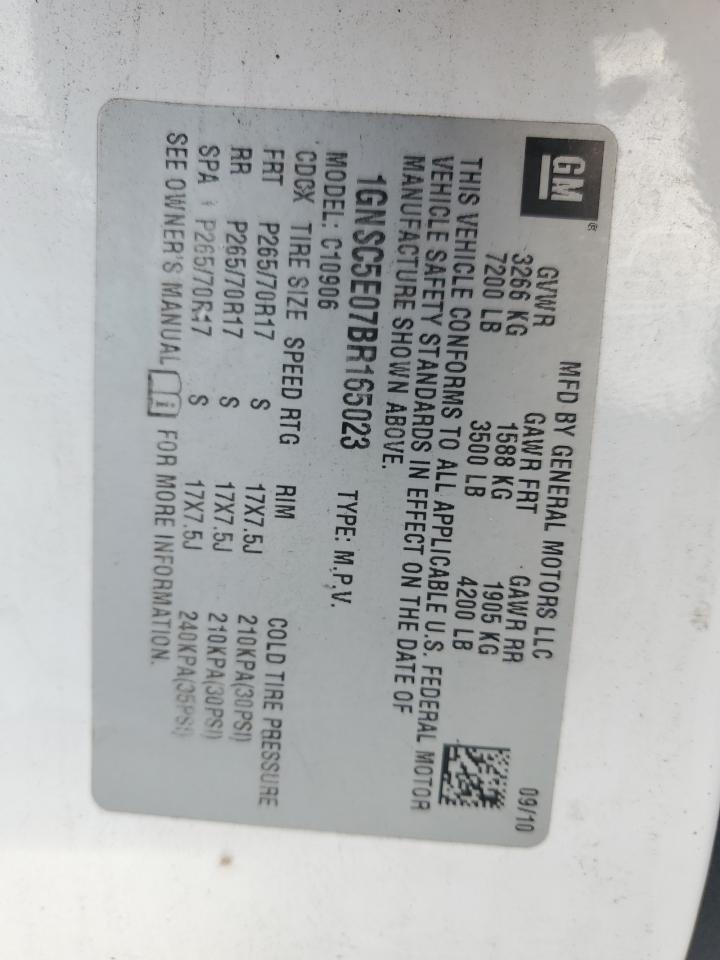 GM®
MFD BY GENERAL MOTORS LLC 09/10
GVWR GAWR FRT GAWR RR
3266 KG 1588 KG 1905 KG
7200 LB 3500 LB 4200 LB
THIS VEHICLE CONFORMS TO ALL APPLICABLE U.S. FEDERAL MOTOR
VEHICLE SAFETY STANDARDS IN EFFECT ON THE DATE OF
MANUFACTURE SHOWN ABOVE.
1GNSC5E07BR165023 TYPE: M.P.V.
MODEL: C10906
CDCX TIRE SIZE SPEED RTG RIM COLD TIRE PRESSURE
FRT P265/70R17 S 17X7.5J 210KPA(30PSI)
RR P265/70R17 S 17X7.5J 210KPA(30PSI)
SPA P265/70R17 S 17X7.5J 240KPA(35PSI)
SEE OWNER'S MANUAL FOR MORE INFORMATION.